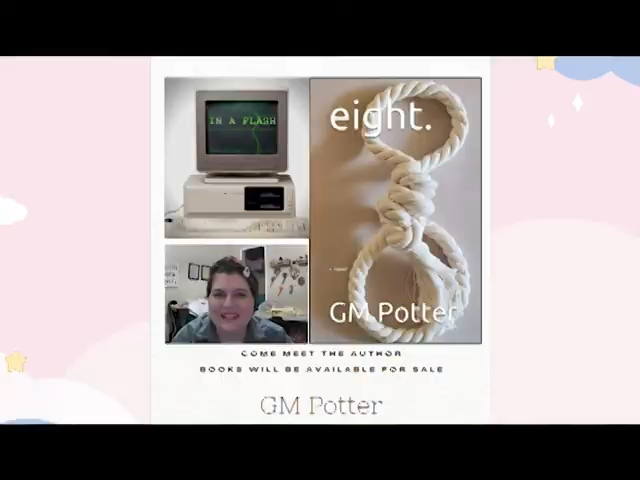 IN A FLASH
eight.
GM Potter
COME MEET THE AUTHOR
BOOKS WILL BE AVAILABLE FOR SALE
GM Potter